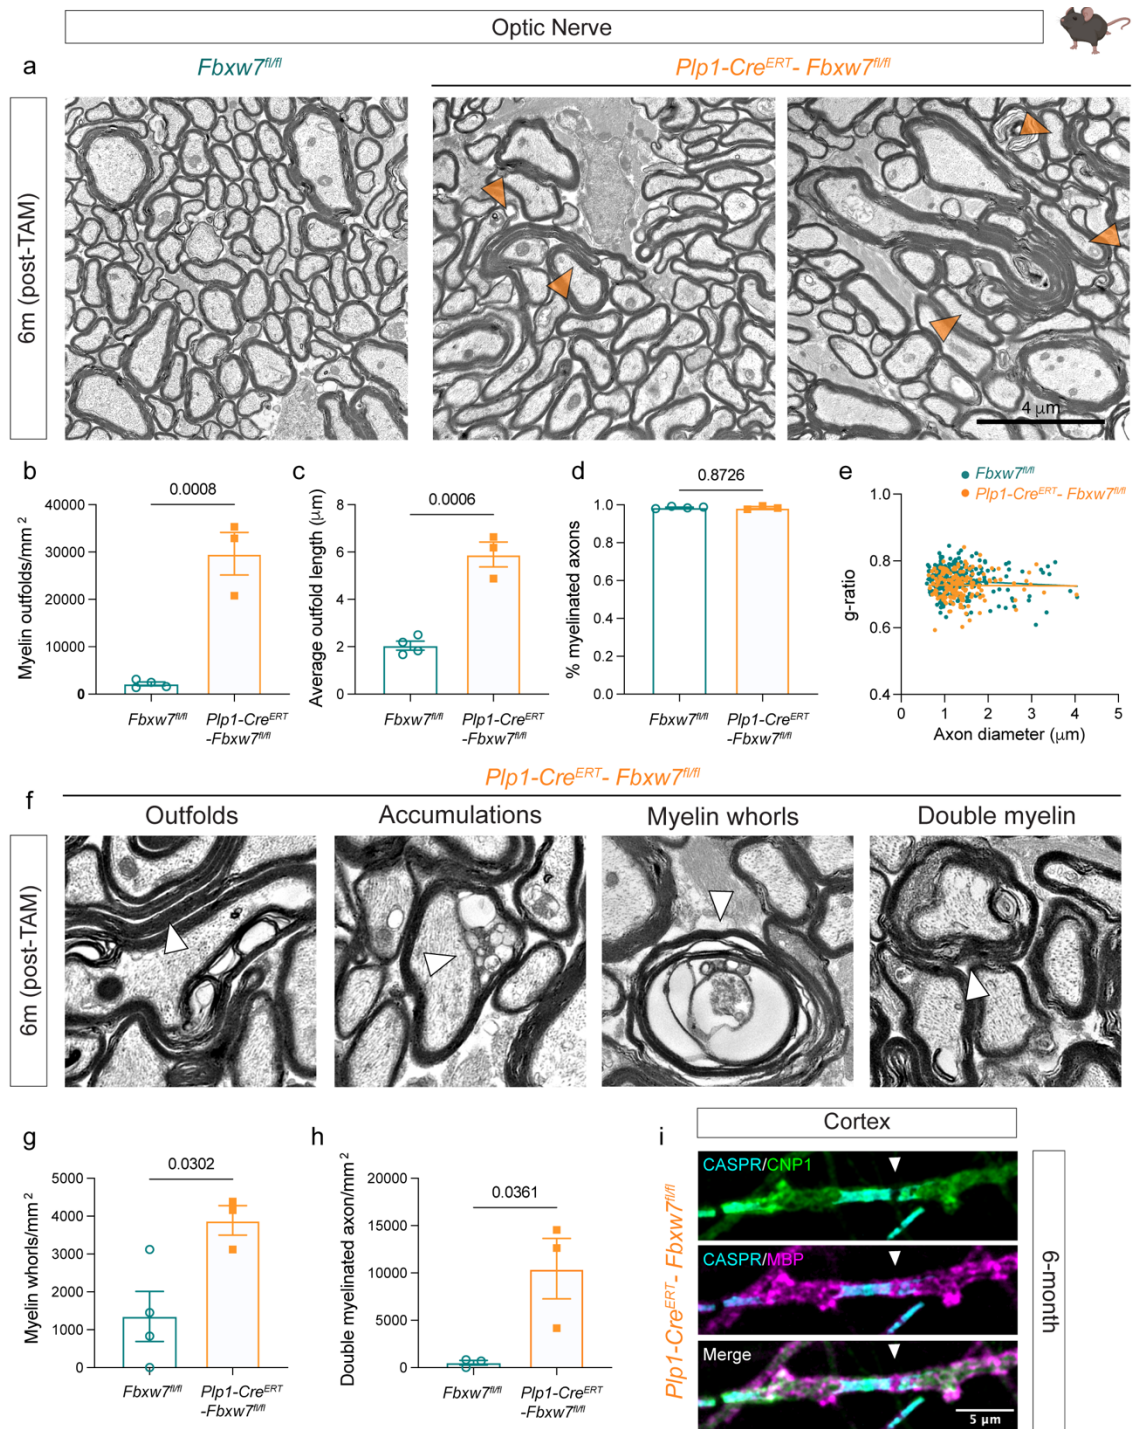 Optic Nerve
a
Fbxw7fl/fl
Plp1-CreERT- Fbxw7fl/fl
6m (post-TAM)
4 μm
b
0.0008
Myelin outfolds/mm2
40000
30000
20000
10000
0
Fbxw7fl/fl
Plp1-CreERT
-Fbxw7fl/fl
c
0.0006
Average outfold length (μm)
8
6
4
2
0
Fbxw7fl/fl
Plp1-CreERT
-Fbxw7fl/fl
d
0.8726
% myelinated axons
1.0
0.8
0.6
0.4
0.2
0.0
Fbxw7fl/fl
Plp1-CreERT
-Fbxw7fl/fl
e
Fbxw7fl/fl
Plp1-CreERT- Fbxw7fl/fl
g-ratio
1.0
0.8
0.6
0.4
0 1 2 3 4 5
Axon diameter (μm)
Plp1-CreERT- Fbxw7fl/fl
f
Outfolds
Accumulations
Myelin whorls
Double myelin
6m (post-TAM)
g
0.0302
Myelin whorls/mm2
5000
4000
3000
2000
1000
0
Fbxw7fl/fl
Plp1-CreERT
-Fbxw7fl/fl
h
0.0361
Double myelinated axon/mm2
20000
15000
10000
5000
0
Fbxw7fl/fl
Plp1-CreERT
-Fbxw7fl/fl
i
Cortex
Plp1-CreERT- Fbxw7fl/fl
CASPR/CNP1
CASPR/MBP
Merge
5 μm
6-month